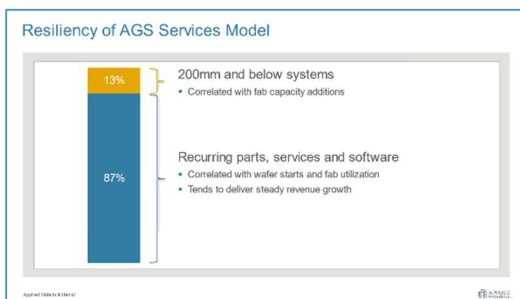 Resiliency of AGS Services Model
13%
200mm and below systems
• Correlated with fab capacity additions
87%
Recurring parts, services and software
• Correlated with wafer starts and fab utilization
• Tends to deliver steady revenue growth
Applied Materials
APPLIED